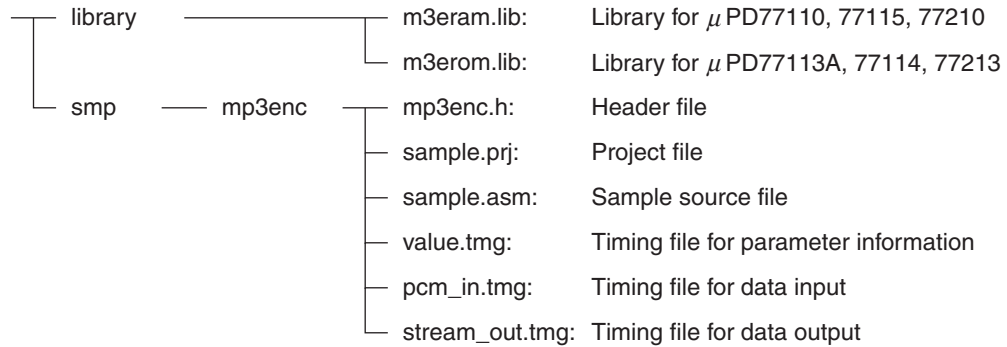 library m3eram.lib: Library for μ PD77110, 77115, 77210
m3erom.lib: Library for μ PD77113A, 77114, 77213
smp mp3enc mp3enc.h: Header file
sample.prj: Project file
sample.asm: Sample source file
value.tmg: Timing file for parameter information
pcm_in.tmg: Timing file for data input
stream_out.tmg: Timing file for data output